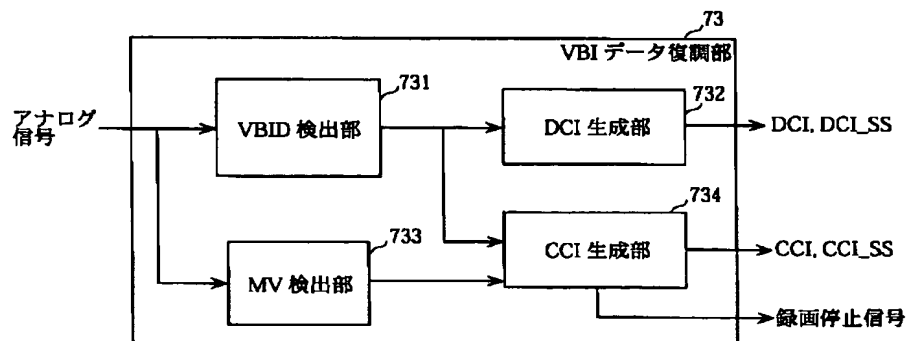 73
VBI データ復調部
731
732
アナログ
信号
VBID 検出部
DCI 生成部
DCI, DCI_SS
733
734
MV 検出部
CCI 生成部
CCI, CCI_SS
録画停止信号